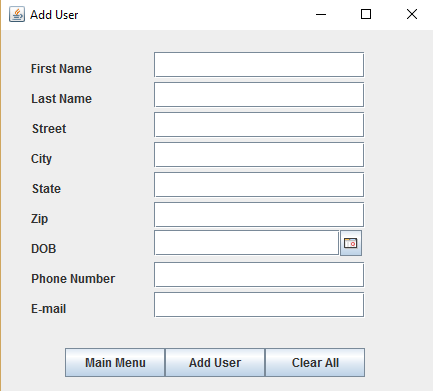 Add User
First Name
Last Name
Street
City
State
Zip
DOB
Phone Number
E-mail
Main Menu Add User Clear All